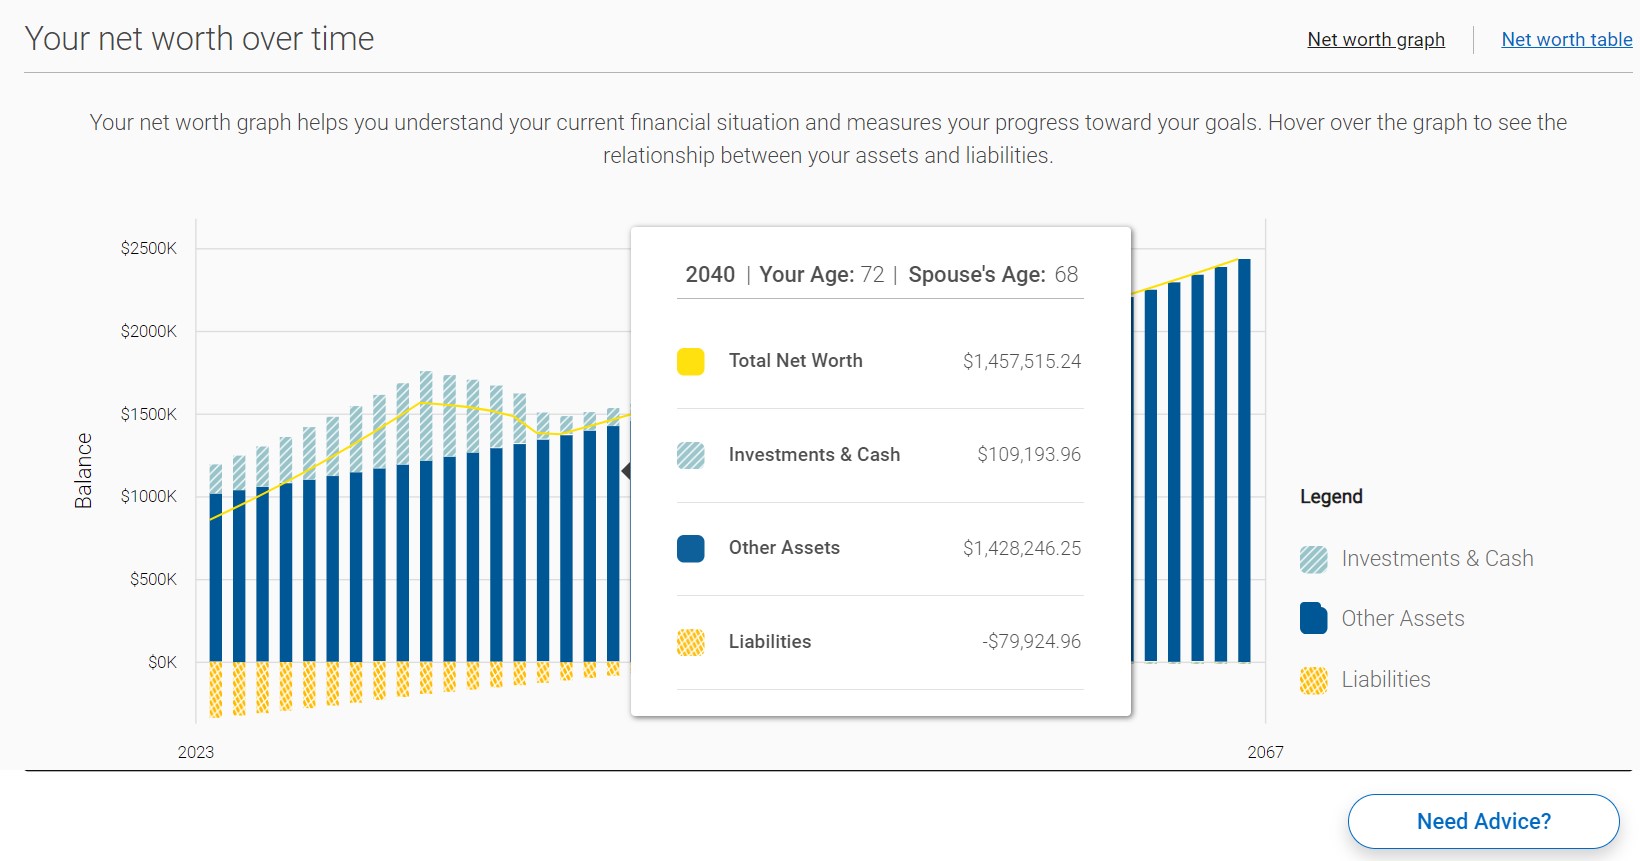 Your net worth over time
Net worth graph
Net worth table
Your net worth graph helps you understand your current financial situation and measures your progress toward your goals. Hover over the graph to see the
relationship between your assets and liabilities.
Balance
$2500K
$2000K
$1500K
$1000K
$500K
$0K
2023
2067
2040 | Your Age: 72 | Spouse's Age: 68
Total Net Worth $1,457,515.24
Investments & Cash $109,193.96
Other Assets $1,428,246.25
Liabilities -$79,924.96
Legend
Investments & Cash
Other Assets
Liabilities
Need Advice?